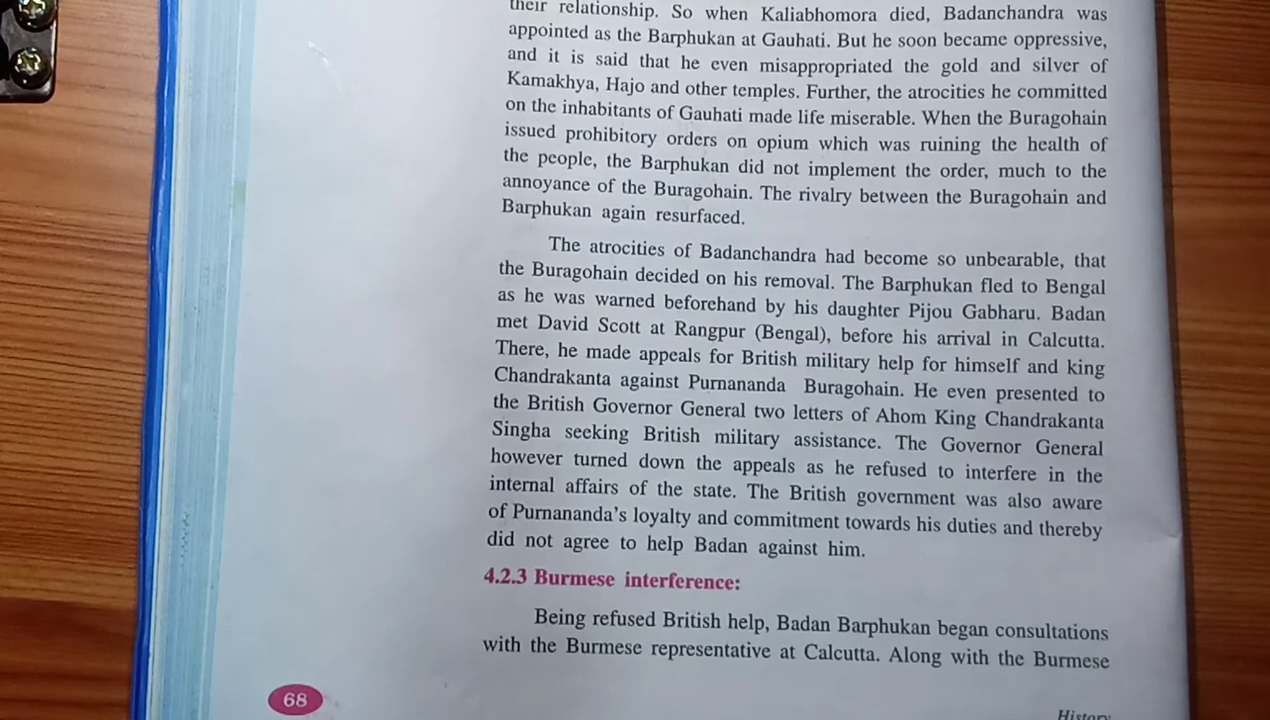 their relationship. So when Kaliabhomora died, Badanchandra was
appointed as the Barphukan at Gauhati. But he soon became oppressive,
and it is said that he even misappropriated the gold and silver of
Kamakhya, Hajo and other temples. Further, the atrocities he committed
on the inhabitants of Gauhati made life miserable. When the Buragohain
issued prohibitory orders on opium which was ruining the health of
the people, the Barphukan did not implement the order, much to the
annoyance of the Buragohain. The rivalry between the Buragohain and
Barphukan again resurfaced.
The atrocities of Badanchandra had become so unbearable, that
the Buragohain decided on his removal. The Barphukan fled to Bengal
as he was warned beforehand by his daughter Pijou Gabharu. Badan
met David Scott at Rangpur (Bengal), before his arrival in Calcutta.
There, he made appeals for British military help for himself and king
Chandrakanta against Purnananda Buragohain. He even presented to
the British Governor General two letters of Ahom King Chandrakanta
Singha seeking British military assistance. The Governor General
however turned down the appeals as he refused to interfere in the
internal affairs of the state. The British government was also aware
of Purnananda's loyalty and commitment towards his duties and thereby
did not agree to help Badan against him.
4.2.3 Burmese interference:
Being refused British help, Badan Barphukan began consultations
with the Burmese representative at Calcutta. Along with the Burmese
68
History